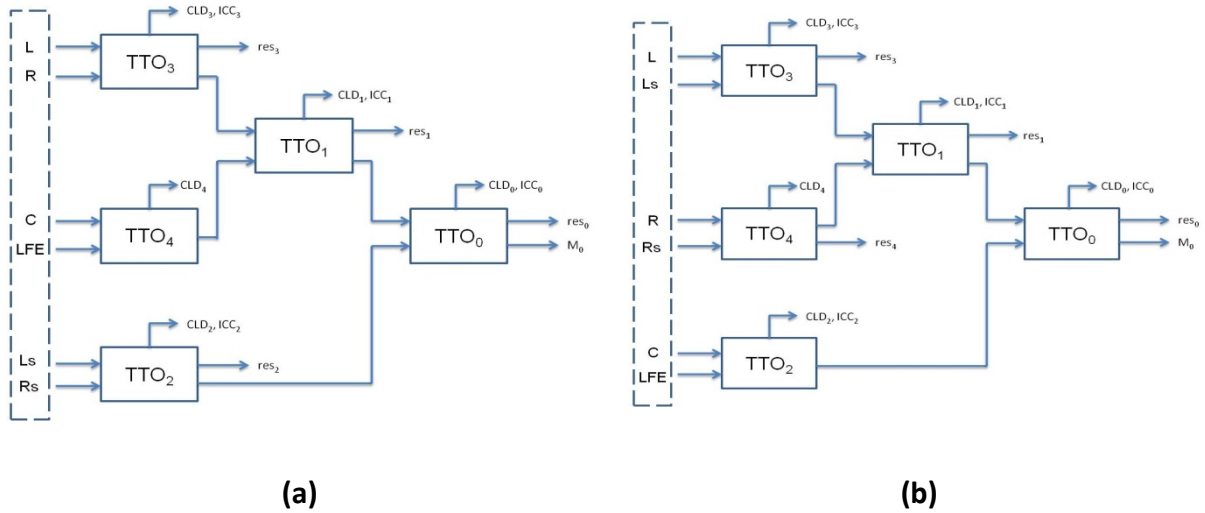 CLD₃, ICC₃
L
R
TTO₃
res₃
CLD₁, ICC₁
TTO₁
res₁
C
LFE
CLD₄
TTO₄
CLD₀, ICC₀
TTO₀
res₀
M₀
CLD₂, ICC₂
Ls
Rs
TTO₂
res₂
(a)
CLD₃, ICC₃
L
Ls
TTO₃
res₃
CLD₁, ICC₁
TTO₁
res₁
R
Rs
CLD₄
TTO₄
res₄
CLD₀, ICC₀
TTO₀
res₀
M₀
CLD₂, ICC₂
C
LFE
TTO₂
(b)